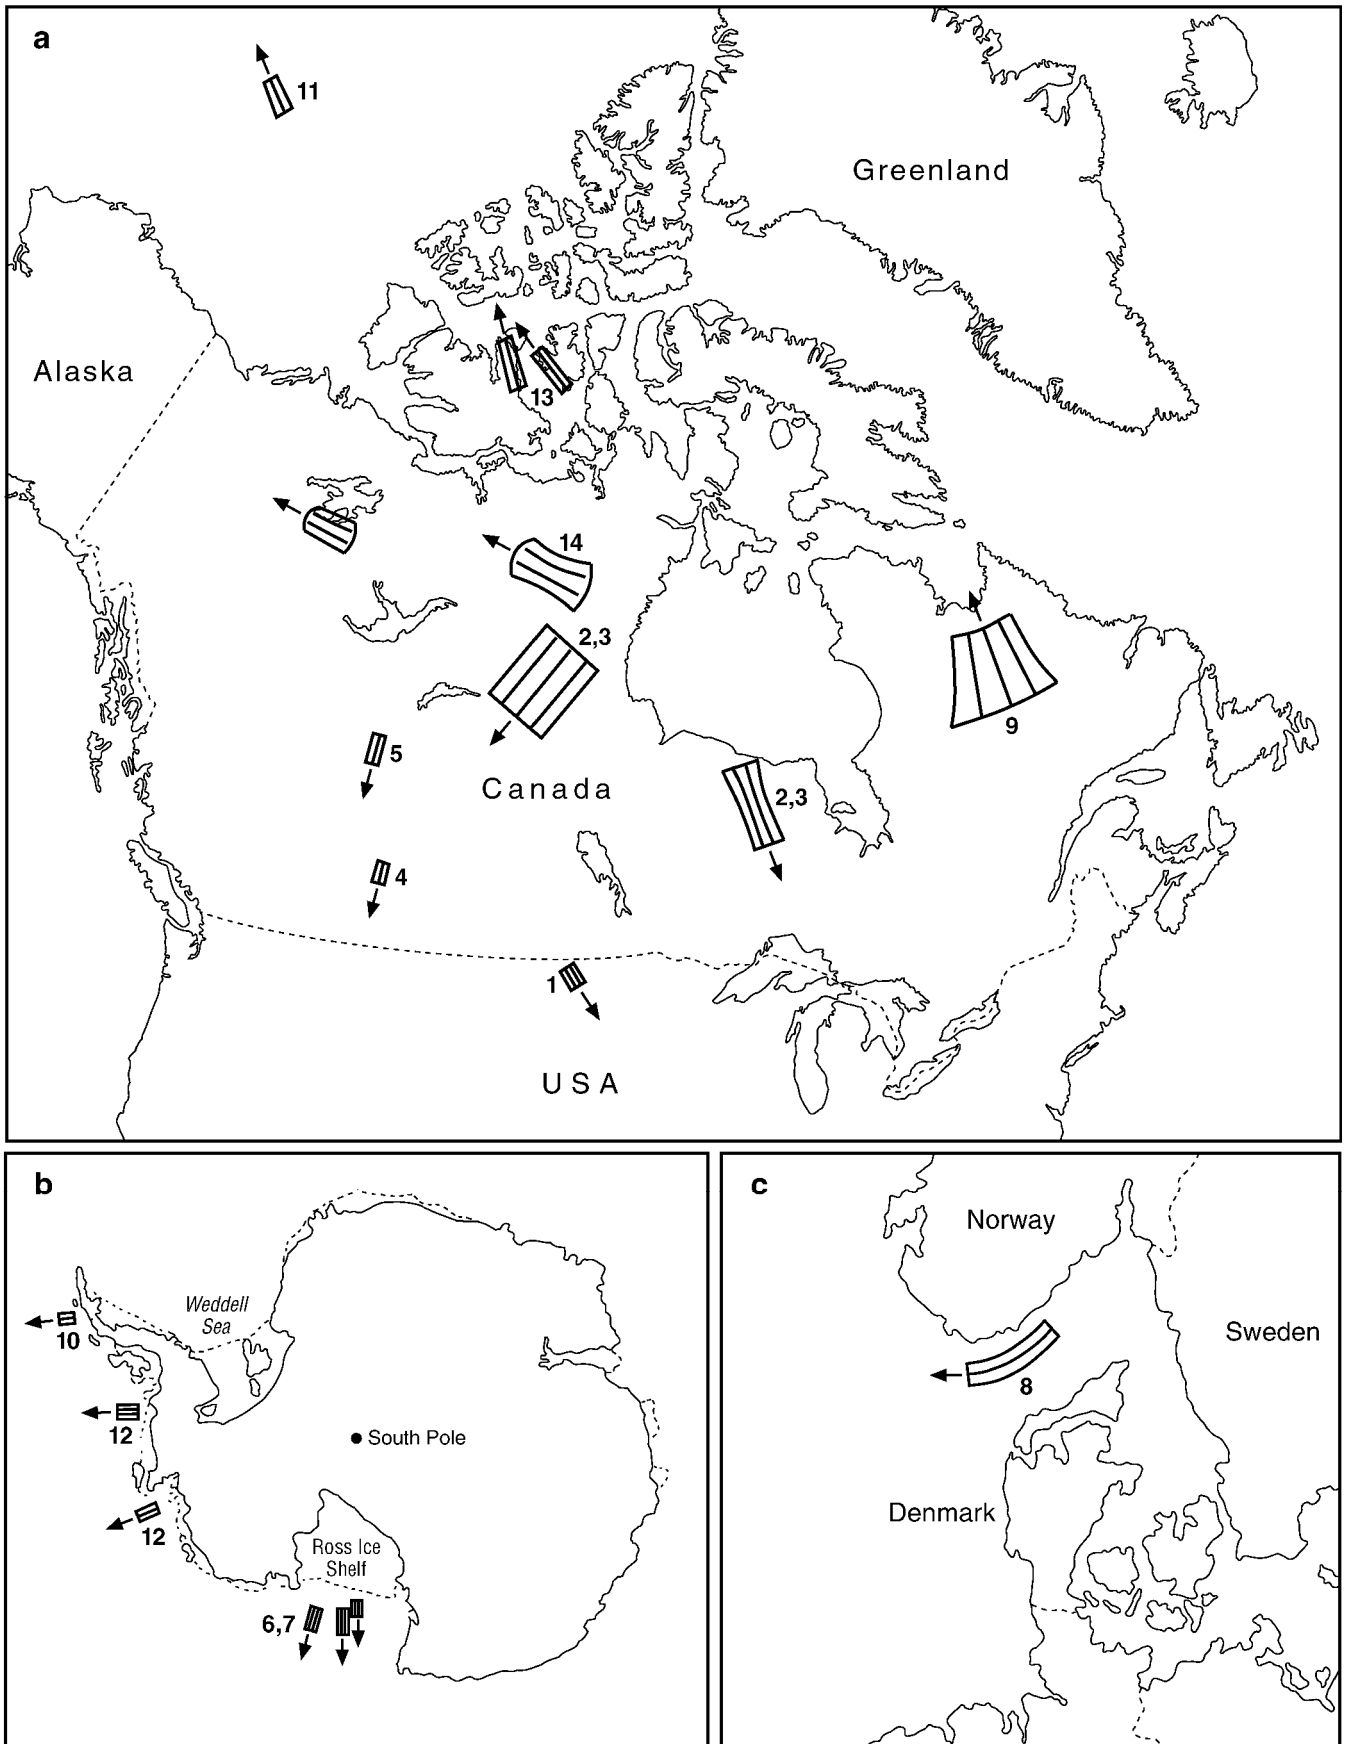 a
11
Greenland
Alaska
13
14
2,3
9
5
Canada
2,3
4
1
USA
b
Weddell
Sea
10
12
South Pole
12
Ross Ice
Shelf
6,7
c
Norway
Sweden
8
Denmark